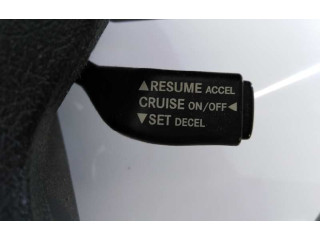 ▲RESUME ACCEL
CRUISE ON/OFF◀
▼SET DECEL